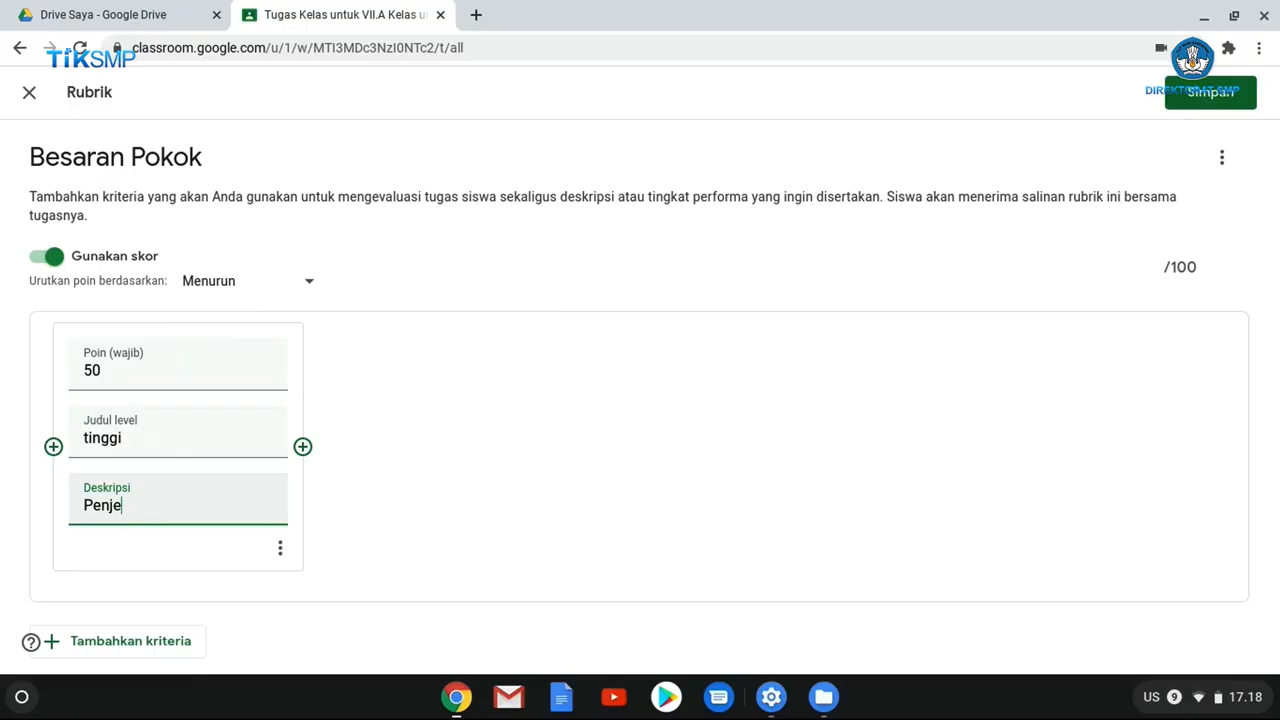 Drive Saya - Google Drive
Tugas Kelas untuk VII.A Kelas u
classroom.google.com/u/1/w/MTI3MDc3NzI0NTc2/t/all
TIKSMP
Rubrik
DIREKTORAT SMP
Simpan
Besaran Pokok
Tambahkan kriteria yang akan Anda gunakan untuk mengevaluasi tugas siswa sekaligus deskripsi atau tingkat performa yang ingin disertakan. Siswa akan menerima salinan rubrik ini bersama
tugasnya.
Gunakan skor
/100
Urutkan poin berdasarkan: Menurun
Poin (wajib)
50
Judul level
tinggi
Deskripsi
Penje
Tambahkan kriteria
US 9 17.18